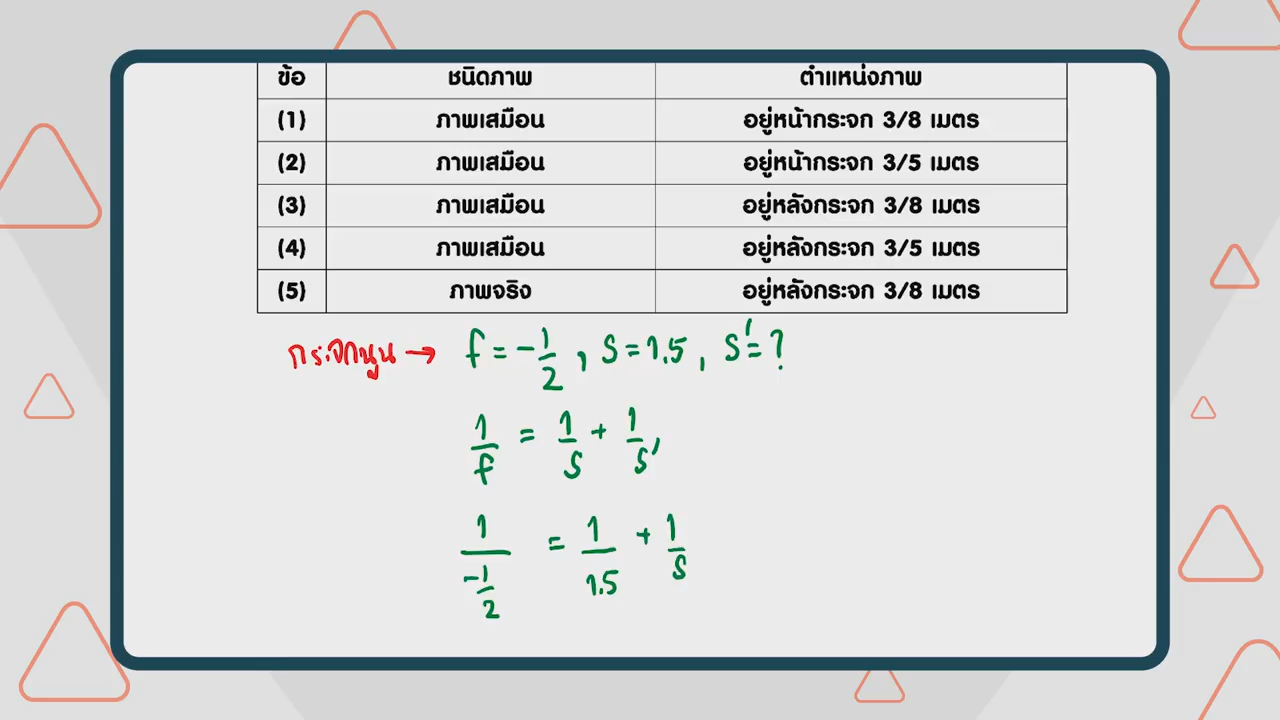 ข้อ ชนิดภาพ ตำแหน่งภาพ
(1) ภาพเสมือน อยู่หน้ากระจก 3/8 เมตร
(2) ภาพเสมือน อยู่หน้ากระจก 3/5 เมตร
(3) ภาพเสมือน อยู่หลังกระจก 3/8 เมตร
(4) ภาพเสมือน อยู่หลังกระจก 3/5 เมตร
(5) ภาพจริง อยู่หลังกระจก 3/8 เมตร
กระจกนูน → f = -1/2 , s = 1.5 , s' = ?
1/f = 1/s + 1/s'
1/(-1/2) = 1/1.5 + 1/s